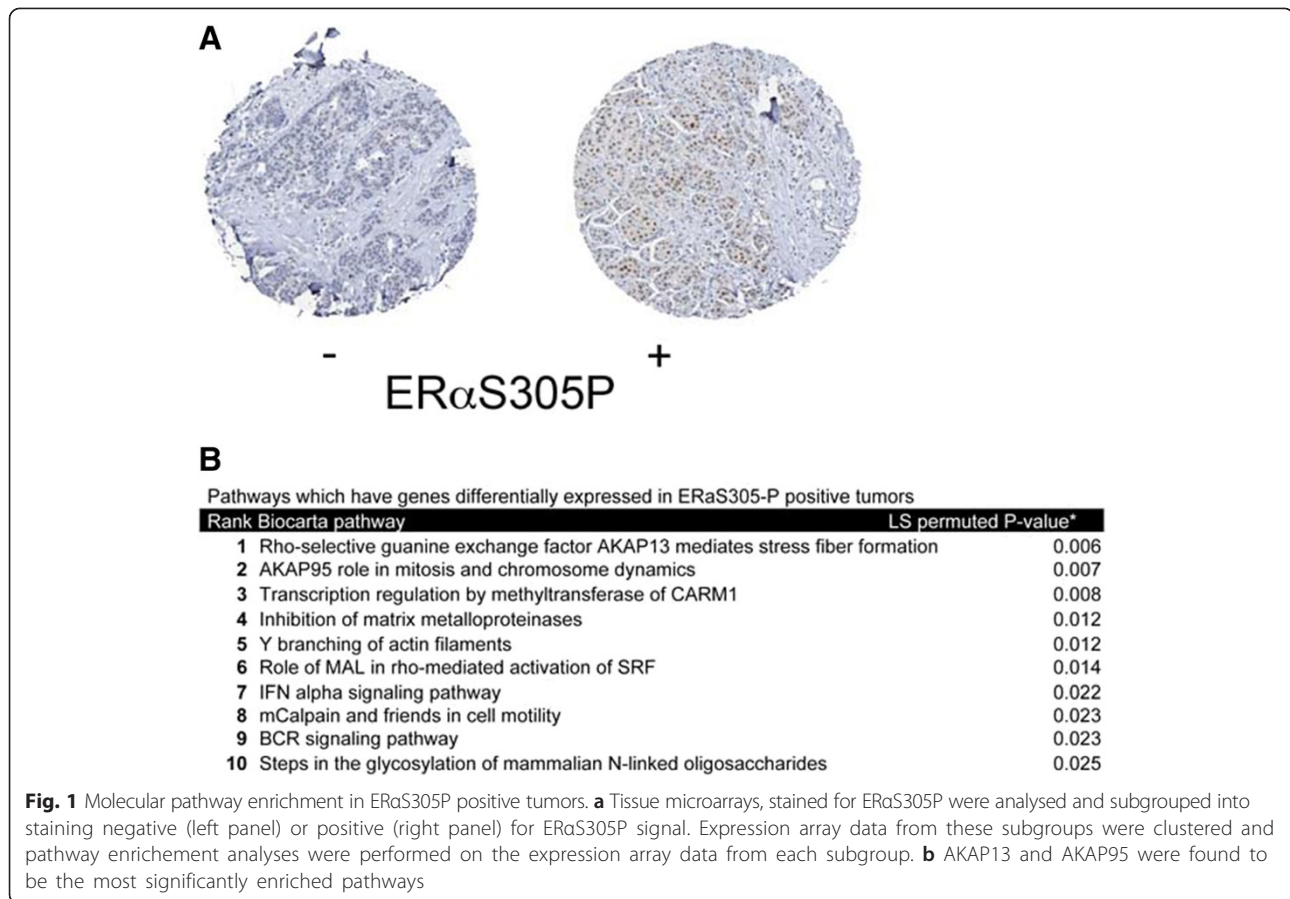 A
- +
ERαS305P
B
Pathways which have genes differentially expressed in ERaS305-P positive tumors
Rank Biocarta pathway LS permuted P-value*
1 Rho-selective guanine exchange factor AKAP13 mediates stress fiber formation 0.006
2 AKAP95 role in mitosis and chromosome dynamics 0.007
3 Transcription regulation by methyltransferase of CARM1 0.008
4 Inhibition of matrix metalloproteinases 0.012
5 Y branching of actin filaments 0.012
6 Role of MAL in rho-mediated activation of SRF 0.014
7 IFN alpha signaling pathway 0.022
8 mCalpain and friends in cell motility 0.023
9 BCR signaling pathway 0.023
10 Steps in the glycosylation of mammalian N-linked oligosaccharides 0.025
Fig. 1 Molecular pathway enrichment in ERαS305P positive tumors. a Tissue microarrays, stained for ERαS305P were analysed and subgrouped into
staining negative (left panel) or positive (right panel) for ERαS305P signal. Expression array data from these subgroups were clustered and
pathway enrichement analyses were performed on the expression array data from each subgroup. b AKAP13 and AKAP95 were found to
be the most significantly enriched pathways